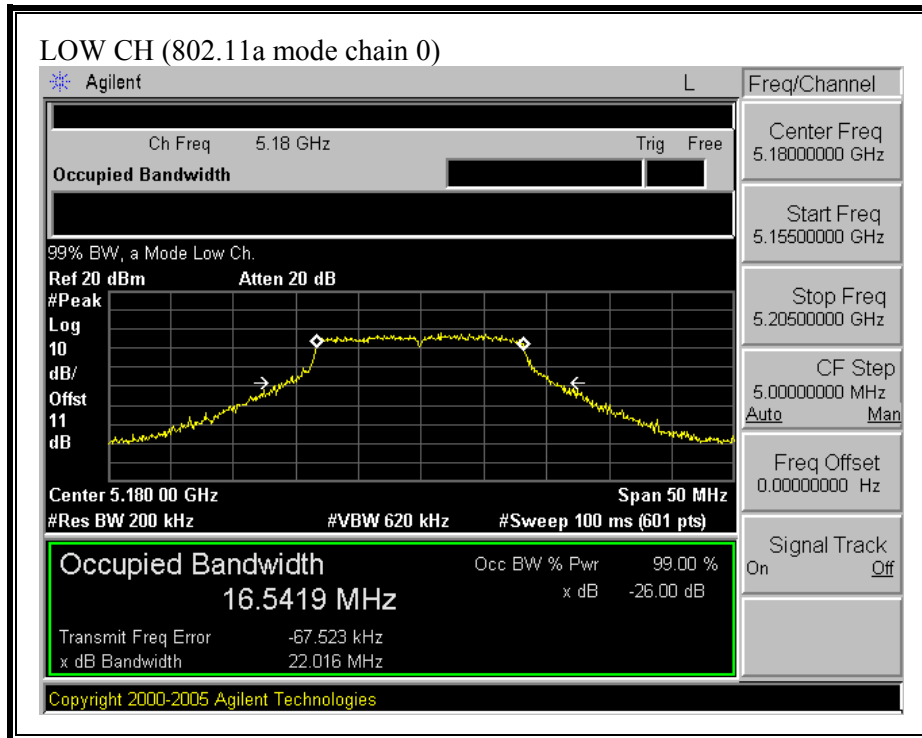 LOW CH (802.11a mode chain 0)
Agilent L Freq/Channel
Ch Freq 5.18 GHz Trig Free
Occupied Bandwidth
Center Freq
5.18000000 GHz
Start Freq
5.15500000 GHz
Stop Freq
5.20500000 GHz
CF Step
5.00000000 MHz
Auto Man
Freq Offset
0.00000000 Hz
Signal Track
On Off
99% BW, a Mode Low Ch.
Ref 20 dBm Atten 20 dB
#Peak
Log
10
dB/
Offst
11
dB
Center 5.180 00 GHz Span 50 MHz
#Res BW 200 kHz #VBW 620 kHz #Sweep 100 ms (601 pts)
Occupied Bandwidth
16.5419 MHz
Occ BW % Pwr 99.00 %
x dB -26.00 dB
Transmit Freq Error -67.523 kHz
x dB Bandwidth 22.016 MHz
Copyright 2000-2005 Agilent Technologies